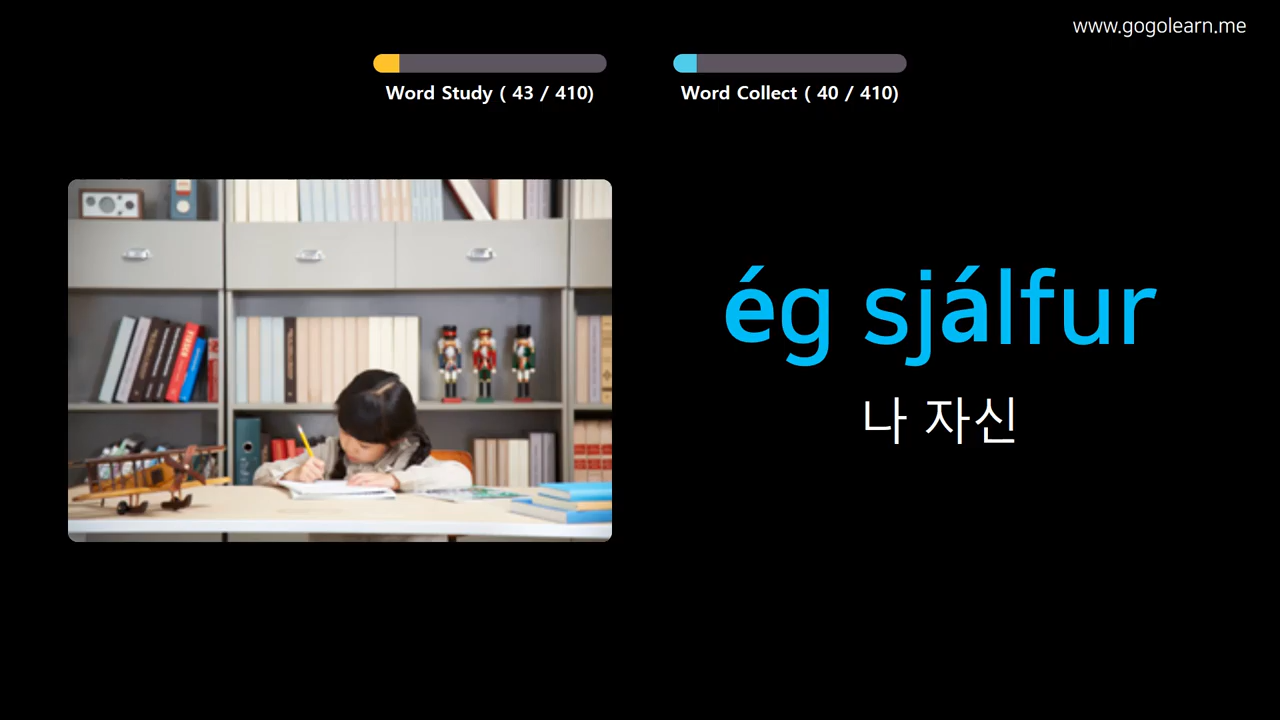 www.gogolearn.me
Word Study ( 43 / 410)
Word Collect ( 40 / 410)
ég sjálfur
나 자신